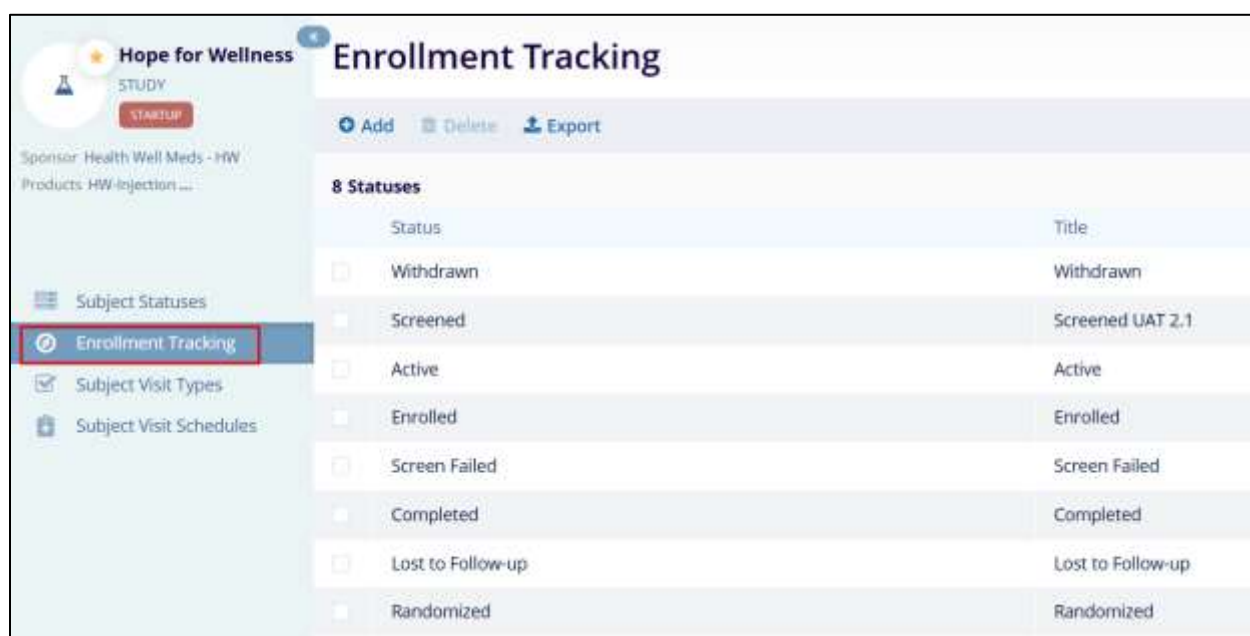 Hope for Wellness
STUDY
STARTUP
Sponsor Health Well Meds - HW
Products HW-Injection ...
Subject Statuses
Enrollment Tracking
Subject Visit Types
Subject Visit Schedules
Enrollment Tracking
Add Delete Export
8 Statuses
Status Title
Withdrawn Withdrawn
Screened Screened UAT 2.1
Active Active
Enrolled Enrolled
Screen Failed Screen Failed
Completed Completed
Lost to Follow-up Lost to Follow-up
Randomized Randomized